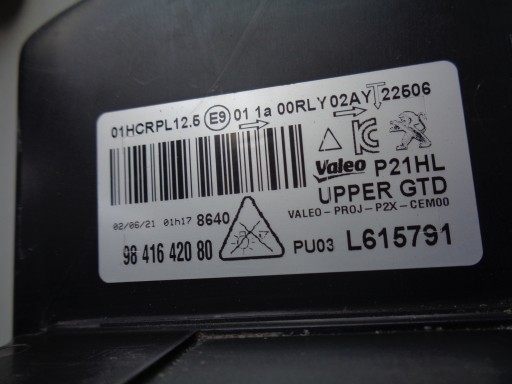 01HCRPL12.5 E9 01 1a 00RLY 02AY 22506
KC
Valeo P21HL
UPPER GTD
VALEO-PROJ-P2X-CEM00
02/06/21 01h17 8640
98 416 420 80 PU03 L615791